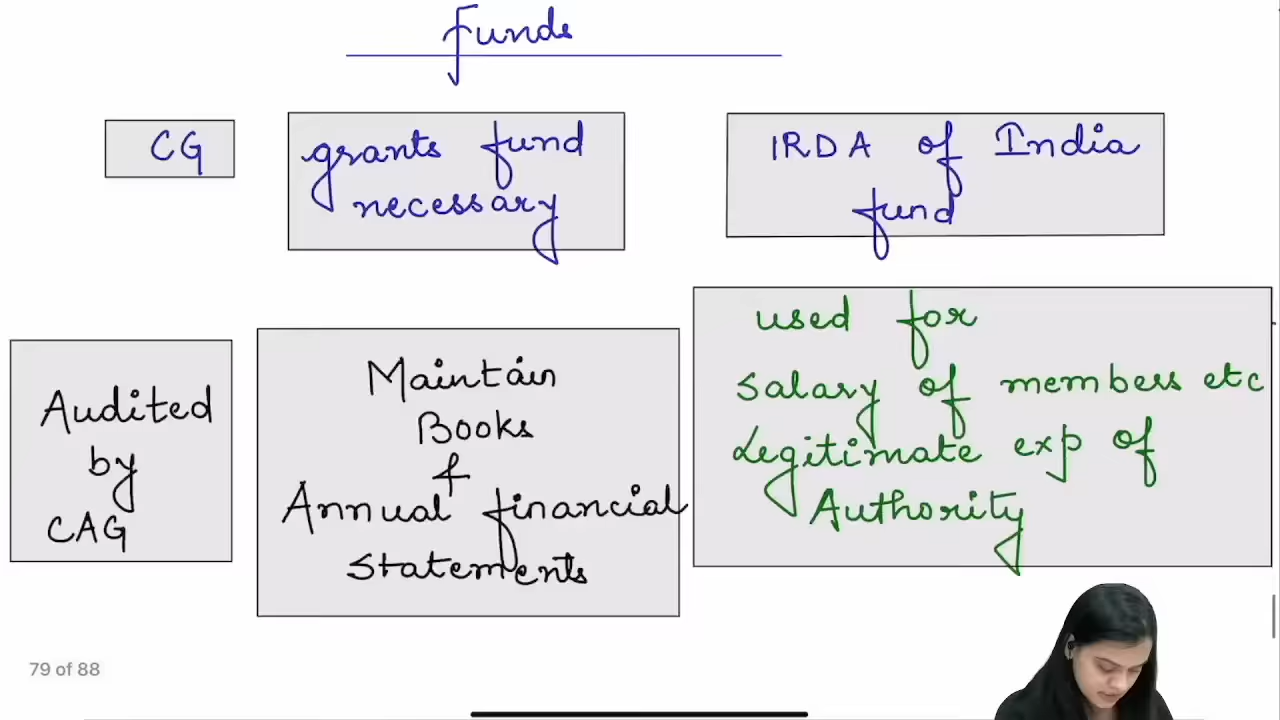 Funds
CG
grants fund
necessary
IRDA of India
fund
Audited
by
CAG
Maintain
Books
&
Annual financial
statements
used for
Salary of members etc
Legitimate exp of
Authority
79 of 88